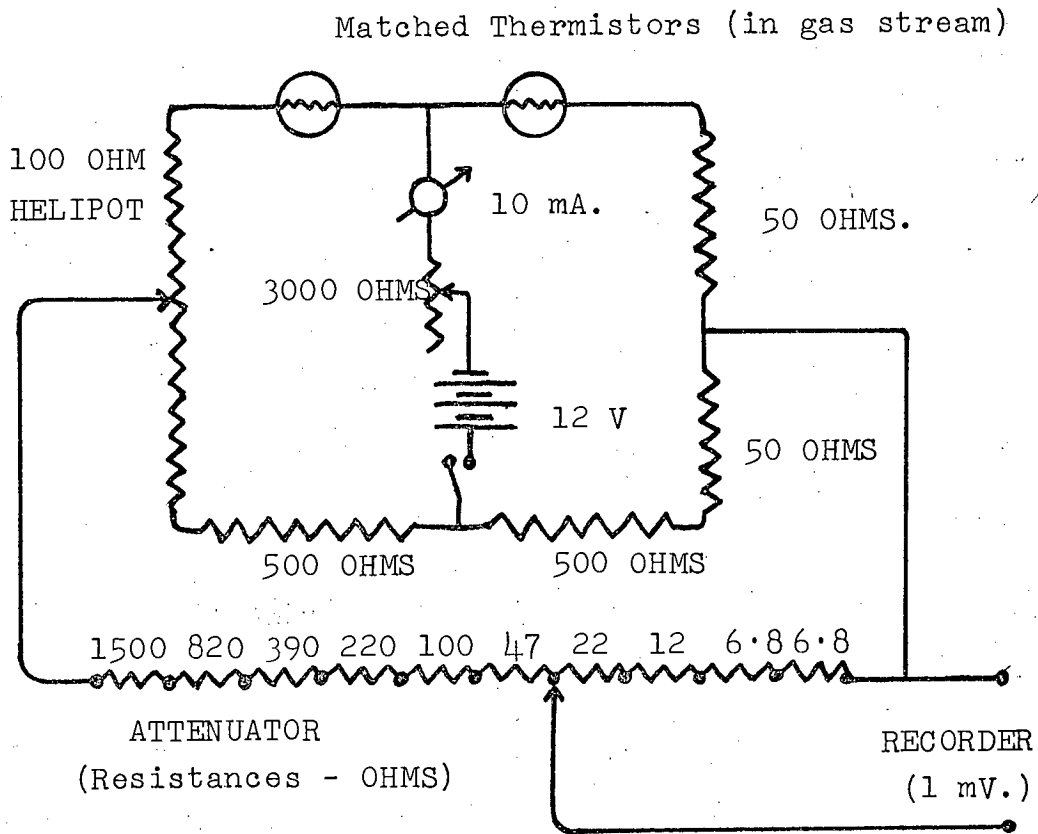 Matched Thermistors (in gas stream)
100 OHM
HELIPOT
10 mA.
50 OHMS.
3000 OHMS
12 V
50 OHMS
500 OHMS
500 OHMS
1500 820 390 220 100 47 22 12 6·8 6·8
ATTENUATOR
(Resistances - OHMS)
RECORDER
(1 mV.)